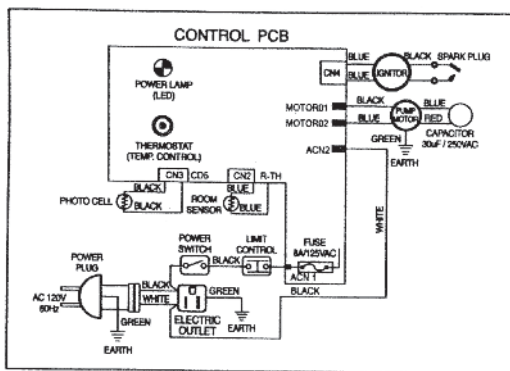 CONTROL PCB
POWER LAMP
(LED)
THERMOSTAT
(TEMP. CONTROL)
CN4
BLUE
BLUE
IGNITOR
BLACK
SPARK PLUG
MOTOR01
BLACK
MOTOR02
BLUE
PUMP
MOTOR
BLUE
RED
CAPACITOR
30uF / 250VAC
GREEN
EARTH
ACN2
WHITE
CN3
CDS
BLACK
BLACK
PHOTO CELL
CN2
R-TH
BLUE
BLUE
ROOM
SENSOR
POWER
SWITCH
BLACK
LIMIT
CONTROL
FUSE
8A/125VAC
ACN 1
BLACK
POWER
PLUG
AC 120V
60Hz
BLACK
WHITE
GREEN
EARTH
ELECTRIC
OUTLET
GREEN
EARTH